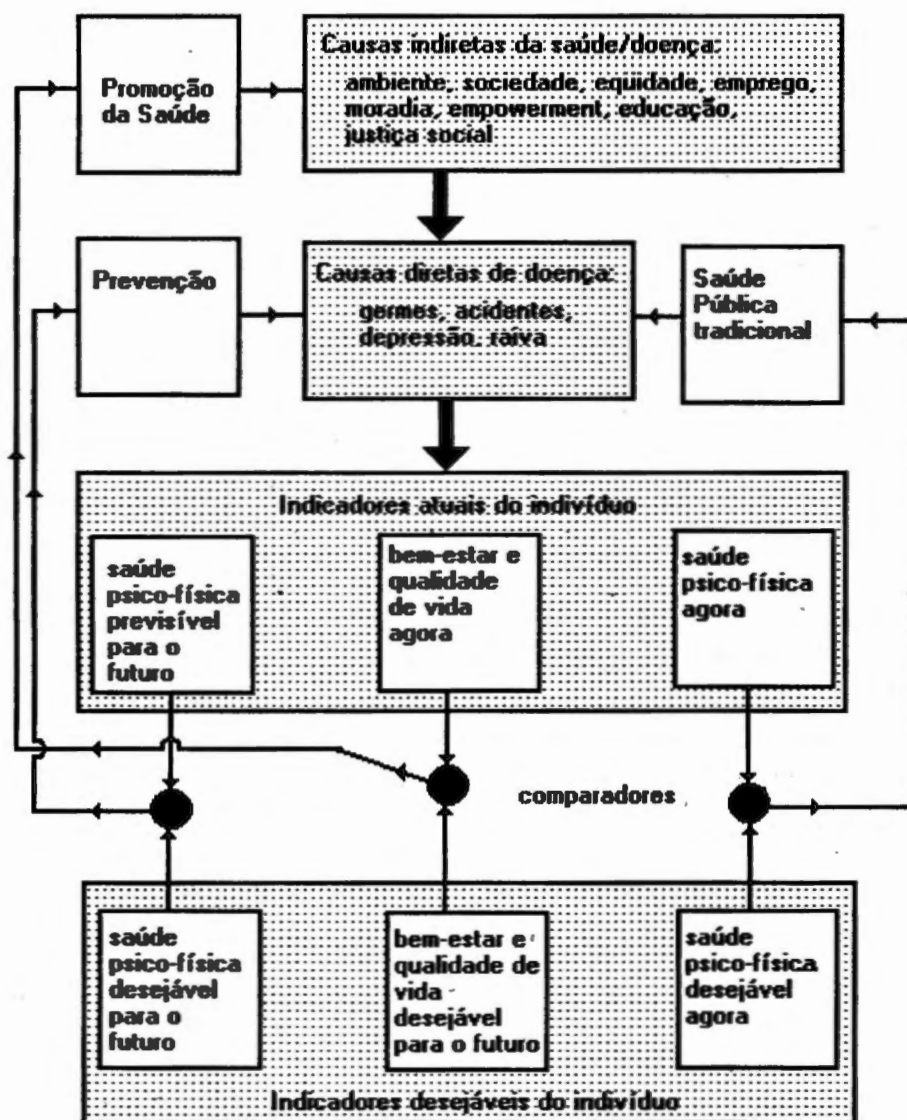 Promoção
da Saúde
Causas indiretas da saúde/doença:
ambiente, sociedade, equidade, emprego,
moradia, empowerment, educação,
justiça social
Prevenção
Causas diretas de doença:
germes, acidentes,
depressão, raiva
Saúde
Pública
tradicional
Indicadores atuais do indivíduo
saúde
psico-física
previsível
para o
futuro
bem-estar e
qualidade
de vida
agora
saúde
psico-física
agora
comparadores
saúde
psico-física
desejável
para o
futuro
bem-estar e
qualidade de
vida
desejável
para o futuro
saúde
psico-física
desejável
agora
Indicadores desejáveis do indivíduo